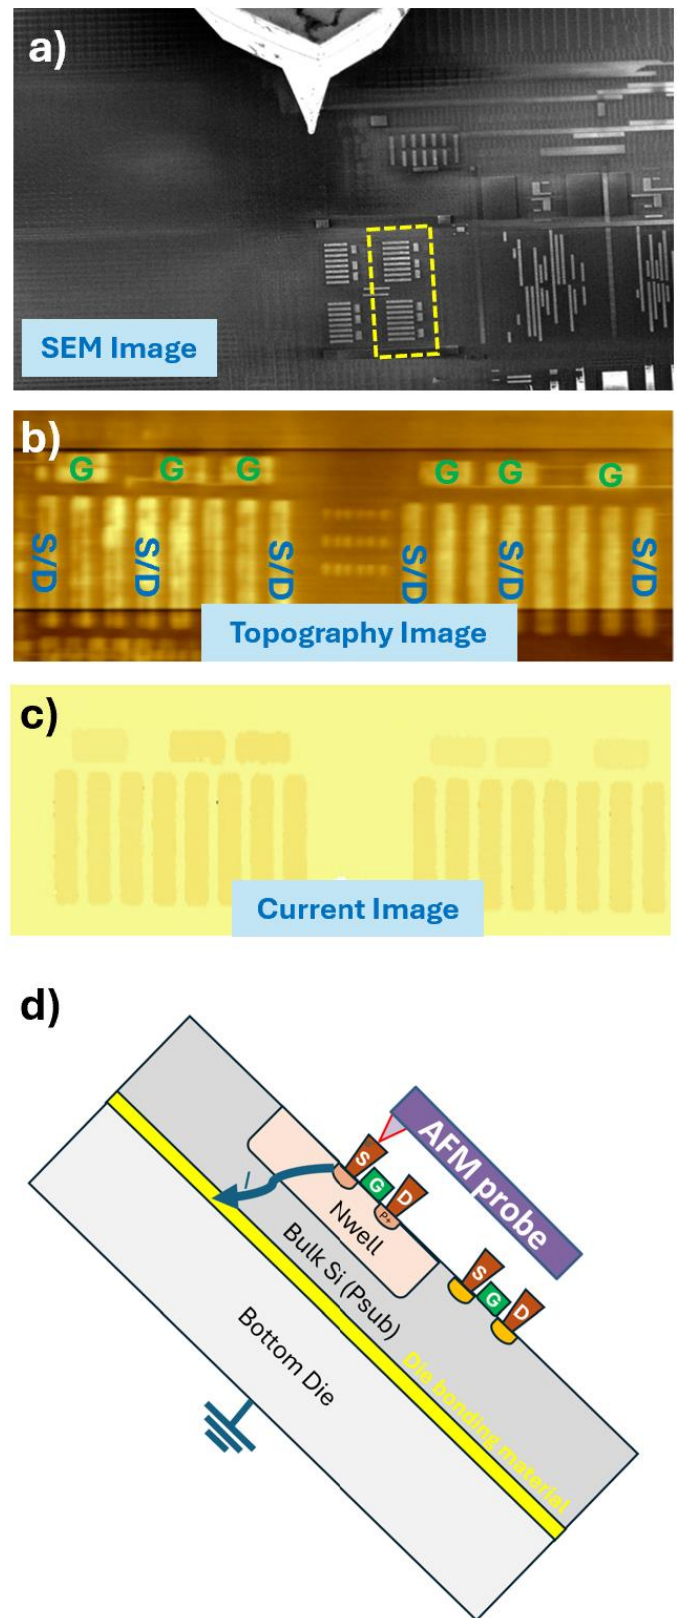 a)
SEM Image
b)
G G G G G G
S/D S/D S/D S/D S/D S/D
Topography Image
c)
Current Image
d)
AFM probe
S G D
P+
I
Nwell
S G D
Bulk Si (Psub)
Die bonding material
Bottom Die